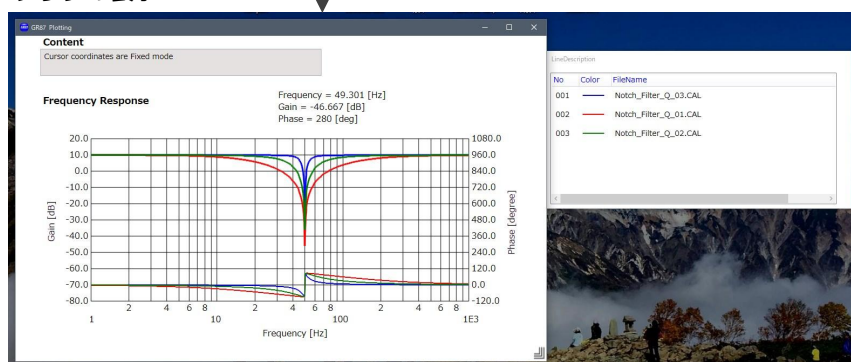 GR87 Plotting
Content
Cursor coordinates are Fixed mode
Frequency Response
Frequency = 49.301 [Hz]
Gain = -46.667 [dB]
Phase = 280 [deg]
20.0
10.0
0.0
-10.0
-20.0
-30.0
-40.0
-50.0
-60.0
-70.0
-80.0
Gain [dB]
1080.0
960.0
840.0
720.0
600.0
480.0
360.0
240.0
120.0
0.0
-120.0
Phase [degree]
2 4 6 8 2 4 6 8 2 4 6 8
1 10 100 1E3
Frequency [Hz]
LineDescription
No Color FileName
001 Notch_Filter_Q_03.CAL
002 Notch_Filter_Q_01.CAL
003 Notch_Filter_Q_02.CAL